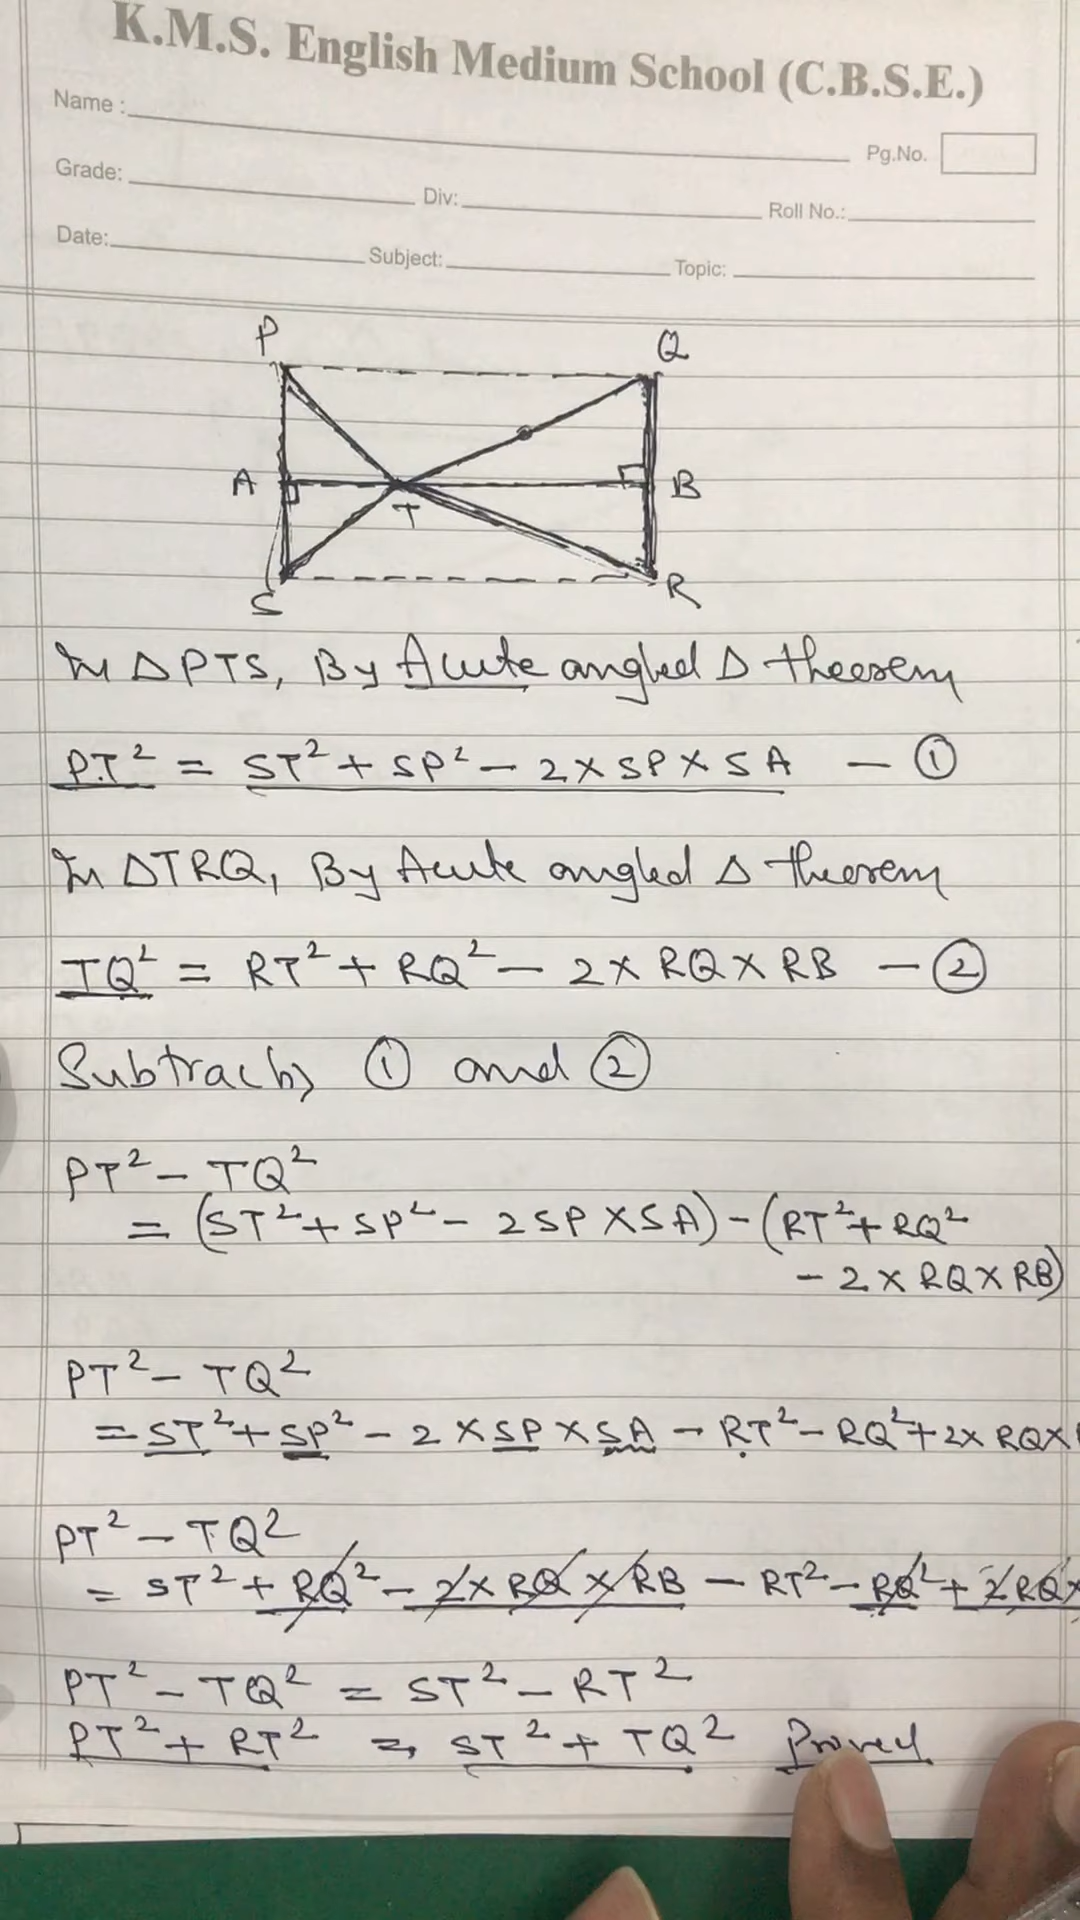 K.M.S. English Medium School (C.B.S.E.)
Name :
Pg.No.
Grade:
Div:
Roll No.:
Date:
Subject:
Topic:
P
Q
A
B
T
S
R
In △PTS, By Acute angled △ theorem
PT² = ST² + SP² - 2 × SP × SA - ①
In △TRQ, By Acute angled △ theorem
TQ² = RT² + RQ² - 2 × RQ × RB - ②
① and ②
PT² - TQ²
= (ST² + SP² - 2 SP × SA) - (RT² + RQ²
- 2 × RQ × RB)
PT² - TQ²
= ST² + SP² - 2 × SP × SA - RT² - RQ² + 2× RQ×
PT² - TQ²
= ST² + RQ² - 2 × RQ × RB - RT² - RQ² + 2 RQ×
PT² - TQ² = ST² - RT²
PT² + RT² = ST² + TQ² Proved